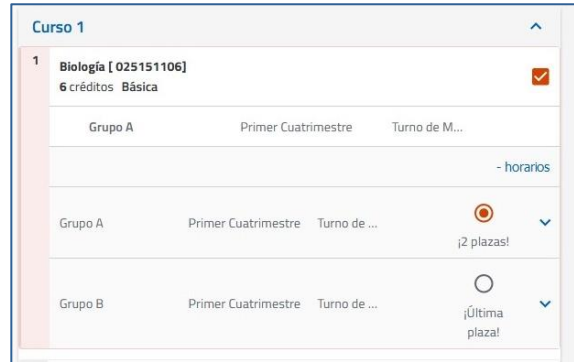 Curso 1
1
Biología [ 025151106]
6 créditos Básica
Grupo A Primer Cuatrimestre Turno de M...
- horarios
Grupo A Primer Cuatrimestre Turno de ...
¡2 plazas!
Grupo B Primer Cuatrimestre Turno de ...
¡Última
plaza!